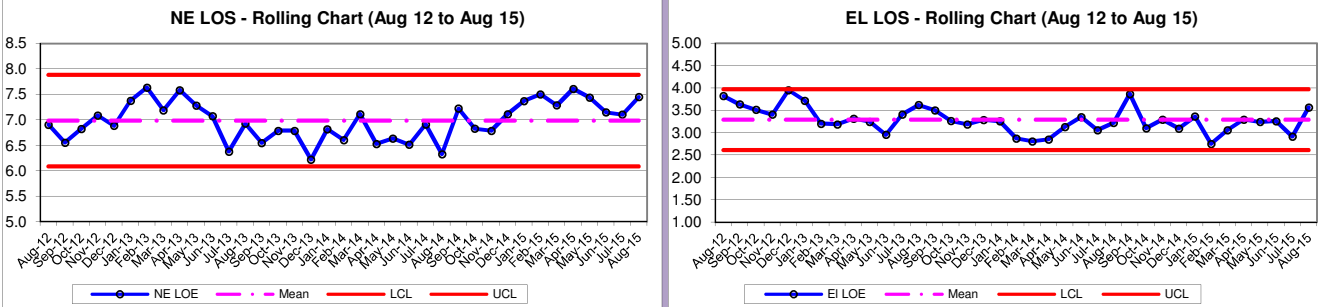 NE LOS - Rolling Chart (Aug 12 to Aug 15)
8.5
8.0
7.5
7.0
6.5
6.0
5.5
5.0
Aug-12 Sep-12 Oct-12 Nov-12 Dec-12 Jan-13 Feb-13 Mar-13 Apr-13 May-13 Jun-13 Jul-13 Aug-13 Sep-13 Oct-13 Nov-13 Dec-13 Jan-14 Feb-14 Mar-14 Apr-14 May-14 Jun-14 Jul-14 Aug-14 Sep-14 Oct-14 Nov-14 Dec-14 Jan-15 Feb-15 Mar-15 Apr-15 May-15 Jun-15 Jul-15 Aug-15
NE LOE Mean LCL UCL
EL LOS - Rolling Chart (Aug 12 to Aug 15)
5.00
4.50
4.00
3.50
3.00
2.50
2.00
1.50
1.00
Aug-12 Sep-12 Oct-12 Nov-12 Dec-12 Jan-13 Feb-13 Mar-13 Apr-13 May-13 Jun-13 Jul-13 Aug-13 Sep-13 Oct-13 Nov-13 Dec-13 Jan-14 Feb-14 Mar-14 Apr-14 May-14 Jun-14 Jul-14 Aug-14 Sep-14 Oct-14 Nov-14 Dec-14 Jan-15 Feb-15 Mar-15 Apr-15 May-15 Jun-15 Jul-15 Aug-15
El LOE Mean LCL UCL